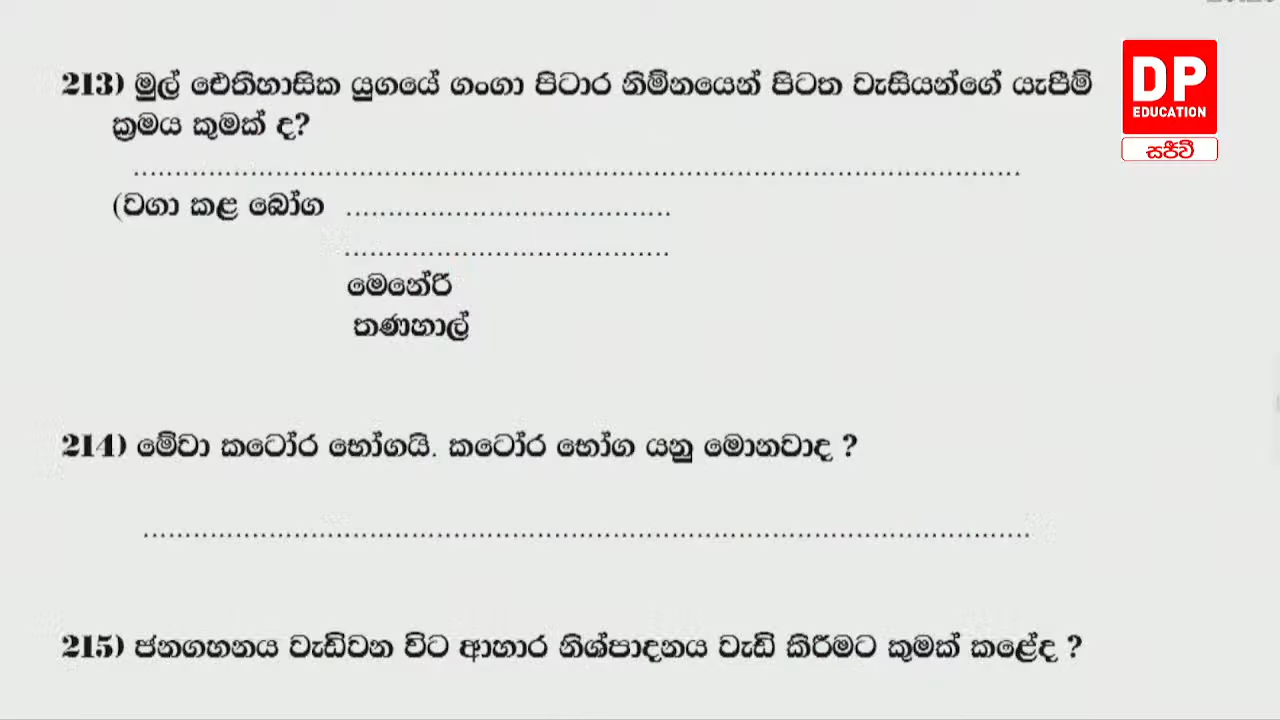 213) මුල් ඓතිහාසික යුගයේ ගංගා පිටාර නිම්නයෙන් පිටත වැසියන්ගේ යැපීම්
ක්‍රමය කුමක් ද?
................................................................
(වගා කළ බෝග ........................................
........................................
මෙනේරි
තණහාල්
214) මේවා කටෝර භෝගයි. කටෝර භෝග යනු මොනවාද ?
................................................................
215) ජනගහනය වැඩිවන විට ආහාර නිශ්පාදනය වැඩි කිරීමට කුමක් කළේද ?
DP
EDUCATION
සජීවී